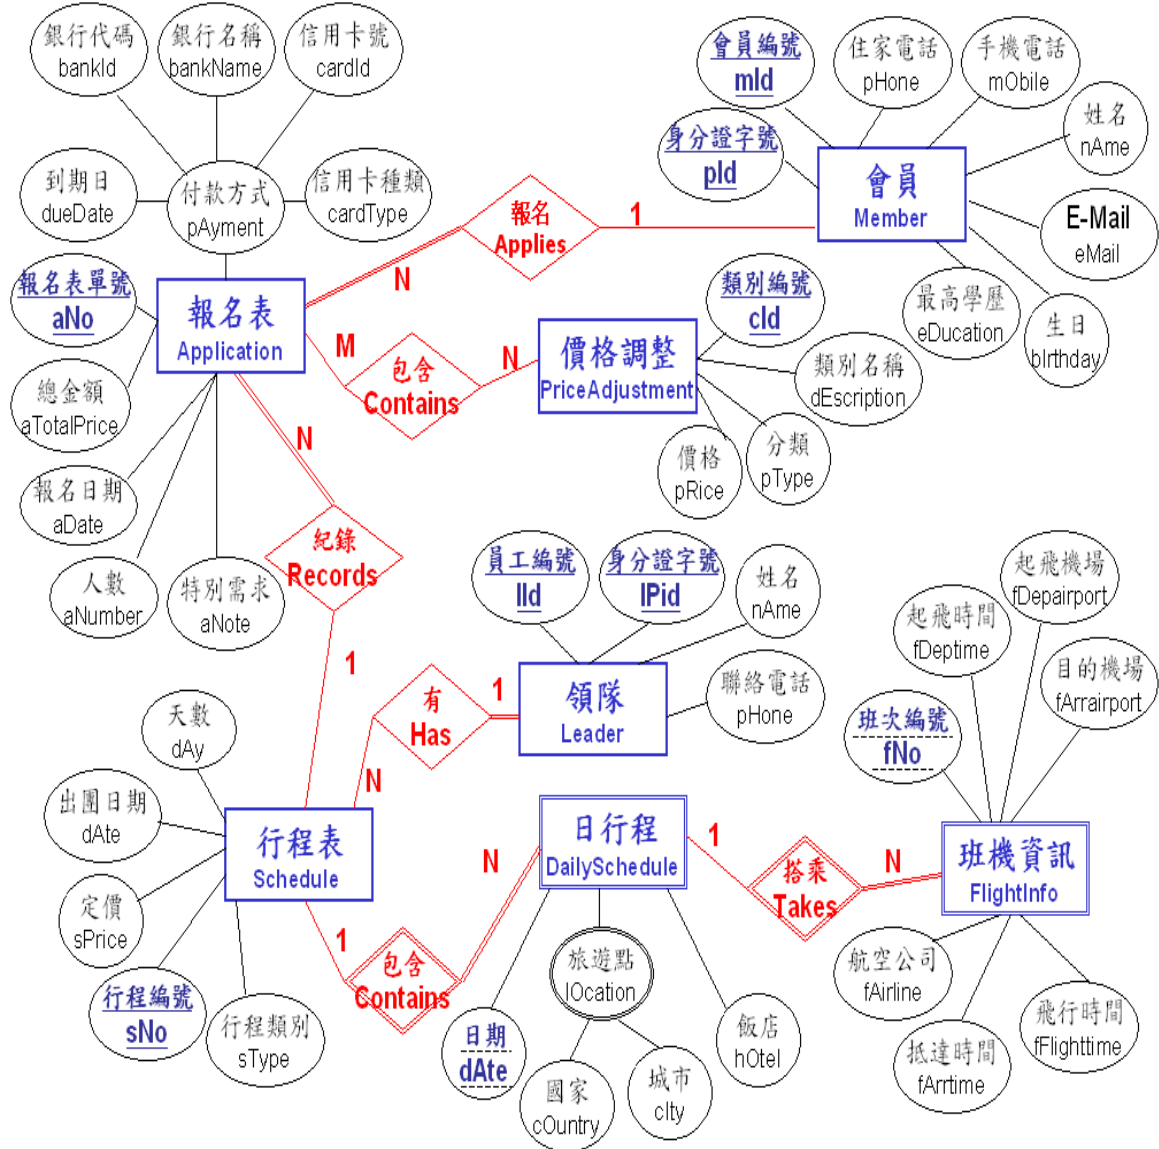 銀行代碼
bankId
銀行名稱
bankName
信用卡號
cardId
到期日
dueDate
付款方式
pAyment
信用卡種類
cardType
會員編號
mId
住家電話
pHone
手機電話
mObile
姓名
nAme
身分證字號
pId
會員
Member
E-Mail
eMail
最高學歷
eDucation
生日
bIrthday
報名
Applies
N
1
報名表單號
aNo
報名表
Application
總金額
aTotalPrice
報名日期
aDate
人數
aNumber
特別需求
aNote
M
包含
Contains
N
價格調整
PriceAdjustment
類別編號
cId
類別名稱
dEscription
分類
pType
價格
pRice
N
紀錄
Records
1
員工編號
lId
身分證字號
lPid
姓名
nAme
領隊
Leader
聯絡電話
pHone
有
Has
1
N
起飛機場
fDepairport
起飛時間
fDeptime
目的機場
fArrairport
班次編號
fNo
天數
dAy
出團日期
dAte
定價
sPrice
行程編號
sNo
行程類別
sType
行程表
Schedule
1
包含
Contains
N
日行程
DailySchedule
1
搭乘
Takes
N
班機資訊
FlightInfo
日期
dAte
旅遊點
lOcation
國家
cOuntry
城市
cIty
飯店
hOtel
航空公司
fAirline
抵達時間
fArrtime
飛行時間
fFlighttime